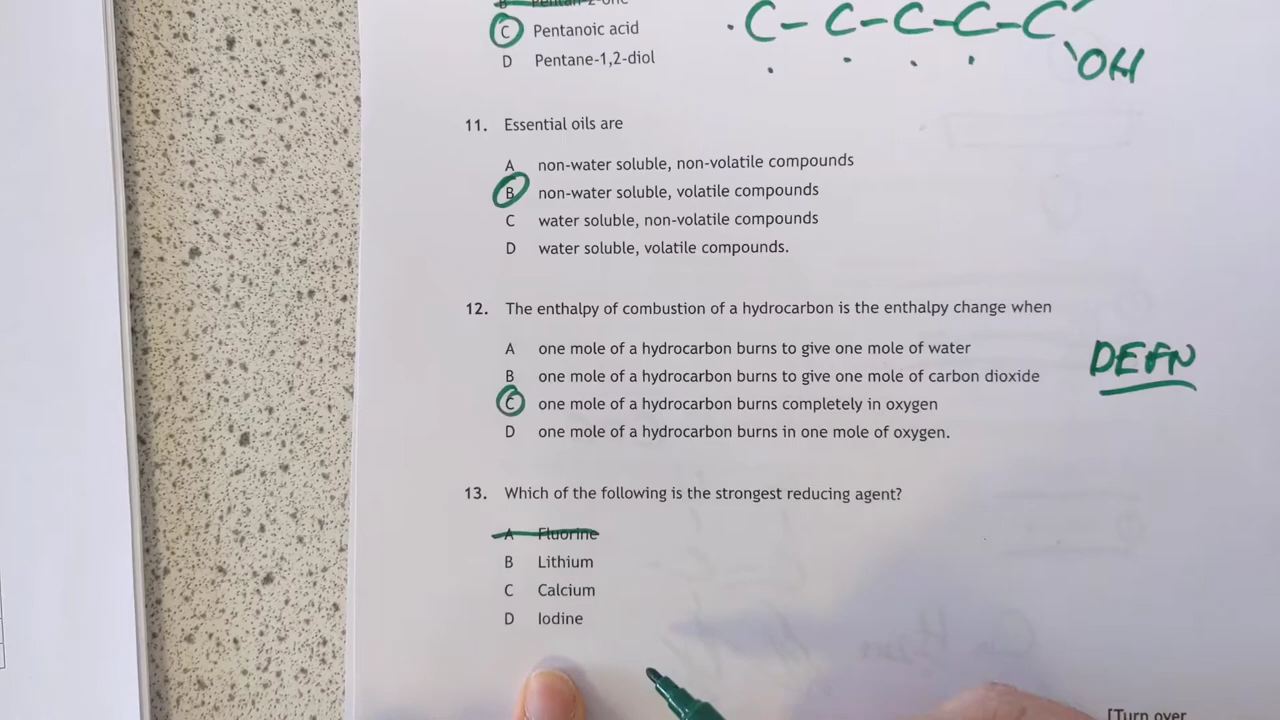 B Pentan-2-one
C Pentanoic acid
D Pentane-1,2-diol
C-C-C-C-C
OH
11. Essential oils are
A non-water soluble, non-volatile compounds
B non-water soluble, volatile compounds
C water soluble, non-volatile compounds
D water soluble, volatile compounds.
12. The enthalpy of combustion of a hydrocarbon is the enthalpy change when
A one mole of a hydrocarbon burns to give one mole of water
B one mole of a hydrocarbon burns to give one mole of carbon dioxide
C one mole of a hydrocarbon burns completely in oxygen
D one mole of a hydrocarbon burns in one mole of oxygen.
DEFN
13. Which of the following is the strongest reducing agent?
A Fluorine
B Lithium
C Calcium
D Iodine
[Turn over